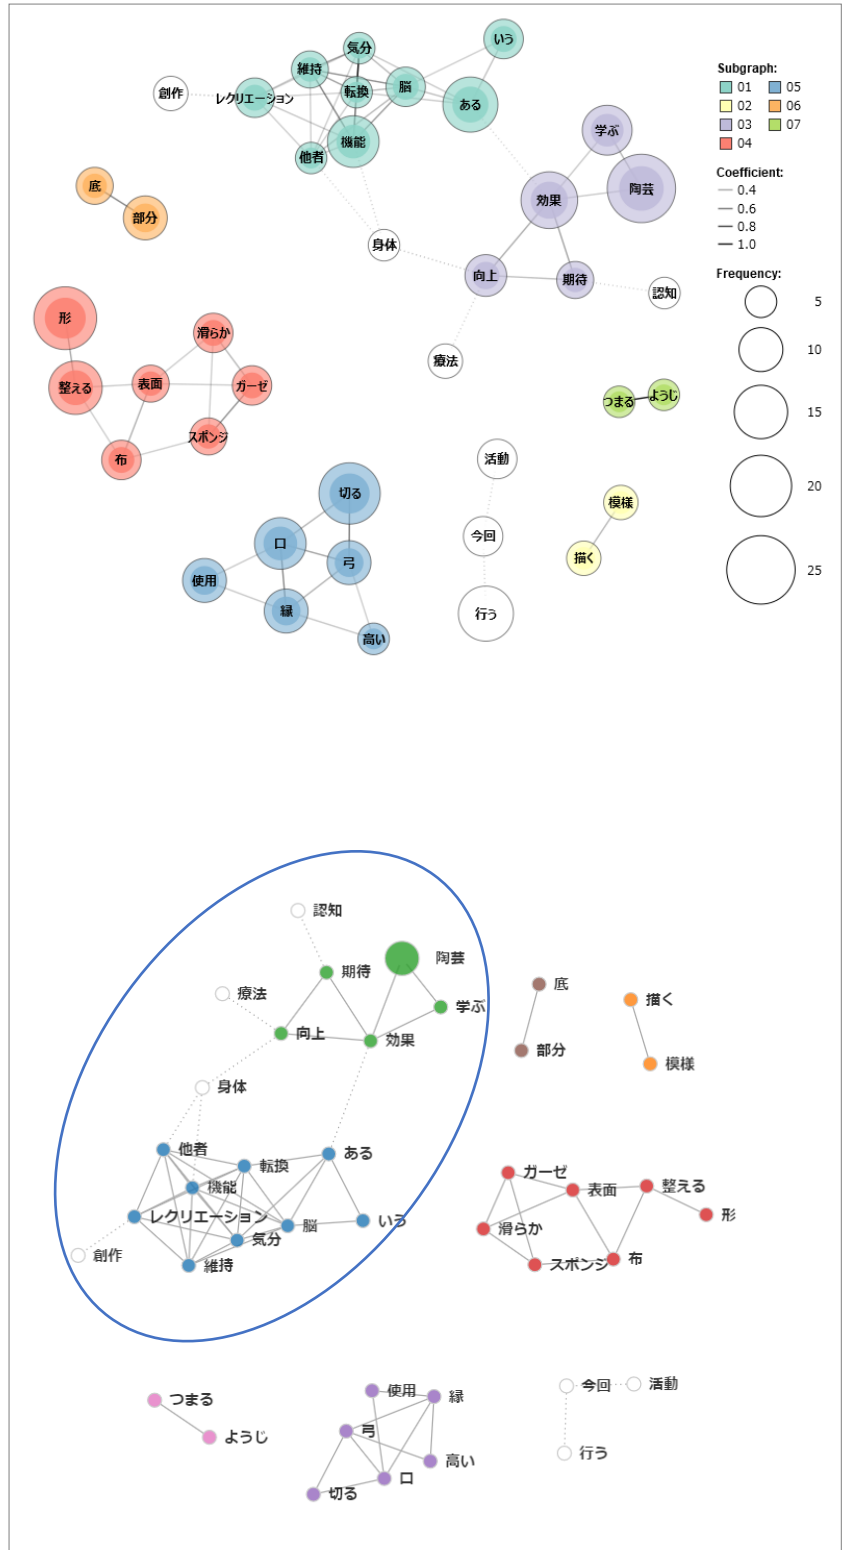 気分
いう
維持
脳
創作
レクリエーション
転換
ある
機能
他者
学ぶ
陶芸
効果
底
部分
身体
向上
期待
認知
療法
形
滑らか
整える
表面
ガーゼ
スポンジ
布
つまる
ようじ
活動
模様
今回
描く
行う
切る
口
弓
使用
縁
高い
Subgraph:
01 05
02 06
03 07
04
Coefficient:
0.4
0.6
0.8
1.0
Frequency:
5
10
15
20
25
認知
陶芸
期待
療法
学ぶ
向上
効果
身体
他者
転換
ある
機能
レクリエーション
脳
いう
気分
創作
維持
底
描く
部分
模様
ガーゼ
表面
整える
形
滑らか
スポンジ
布
つまる
ようじ
使用
縁
弓
高い
口
切る
今回
活動
行う